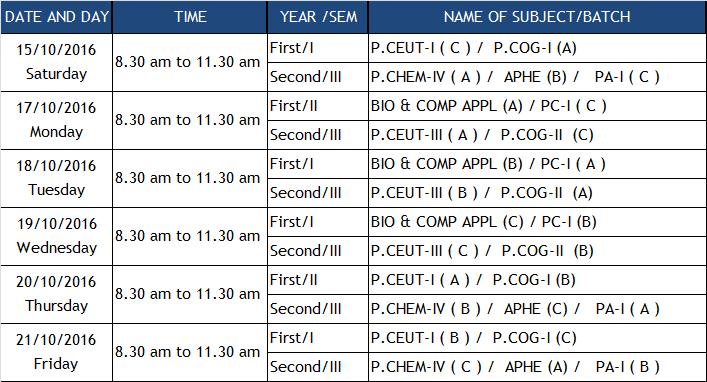 DATE AND DAY TIME YEAR /SEM NAME OF SUBJECT/BATCH
15/10/2016 Saturday 8.30 am to 11.30 am First/I P.CEUT-I ( C ) / P.COG-I (A)
Second/III P.CHEM-IV ( A ) / APHE (B) / PA-I ( C )
17/10/2016 Monday 8.30 am to 11.30 am First/II BIO & COMP APPL (A) / PC-I ( C )
Second/III P.CEUT-III ( A ) / P.COG-II (C)
18/10/2016 Tuesday 8.30 am to 11.30 am First/I BIO & COMP APPL (B) / PC-I ( A )
Second/III P.CEUT-III ( B ) / P.COG-II (A)
19/10/2016 Wednesday 8.30 am to 11.30 am First/I BIO & COMP APPL (C) / PC-I (B)
Second/III P.CEUT-III ( C ) / P.COG-II (B)
20/10/2016 Thursday 8.30 am to 11.30 am First/II P.CEUT-I ( A ) / P.COG-I (B)
Second/III P.CHEM-IV ( B ) / APHE (C) / PA-I ( A )
21/10/2016 Friday 8.30 am to 11.30 am First/I P.CEUT-I ( B ) / P.COG-I (C)
Second/III P.CHEM-IV ( C ) / APHE (A) / PA-I ( B )